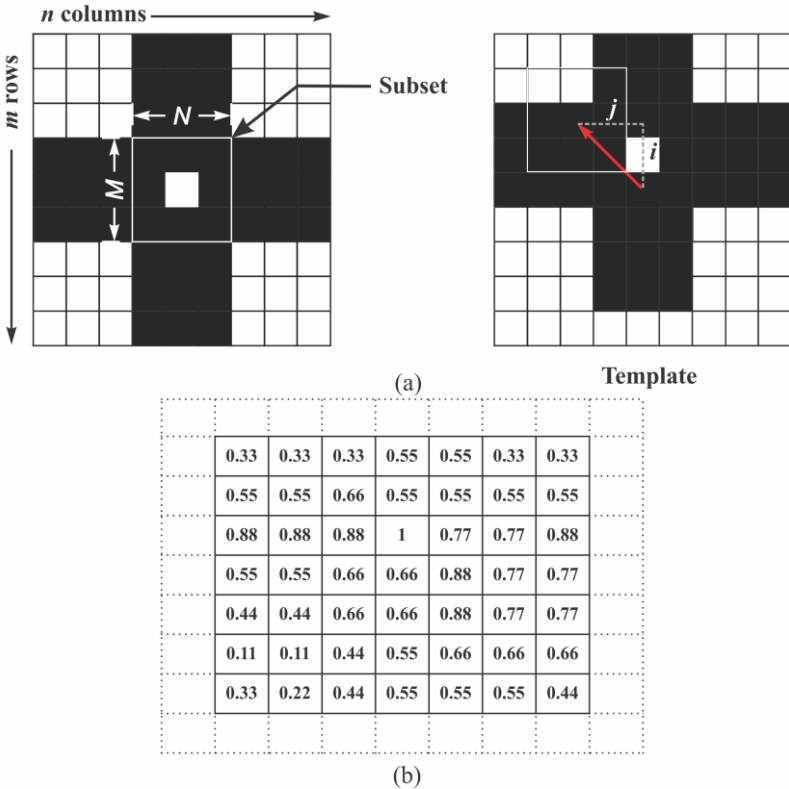 n columns
m rows
N
M
Subset
j
i
(a)
Template
0.33 0.33 0.33 0.55 0.55 0.33 0.33
0.55 0.55 0.66 0.55 0.55 0.55 0.55
0.88 0.88 0.88 1 0.77 0.77 0.88
0.55 0.55 0.66 0.66 0.88 0.77 0.77
0.44 0.44 0.66 0.66 0.88 0.77 0.77
0.11 0.11 0.44 0.55 0.66 0.66 0.66
0.33 0.22 0.44 0.55 0.55 0.55 0.44
(b)